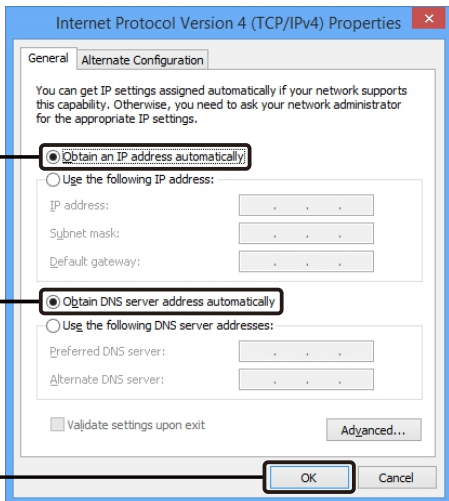 Internet Protocol Version 4 (TCP/IPv4) Properties
General
Alternate Configuration
You can get IP settings assigned automatically if your network supports
this capability. Otherwise, you need to ask your network administrator
for the appropriate IP settings.
Obtain an IP address automatically
Use the following IP address:
IP address:
Subnet mask:
Default gateway:
Obtain DNS server address automatically
Use the following DNS server addresses:
Preferred DNS server:
Alternate DNS server:
Validate settings upon exit
Advanced...
OK
Cancel